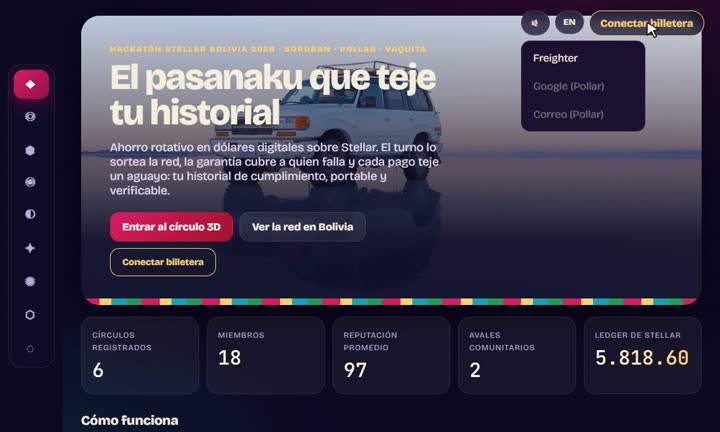 EN
Conectar billetera
Freighter
Google (Pollar)
Correo (Pollar)
HACKATÓN STELLAR BOLIVIA 2026 · SOROBAN · POLLAR · VAQUITA
El pasanaku que teje
tu historial
Ahorro rotativo en dólares digitales sobre Stellar. El turno lo
sortea la red, la garantía cubre a quien falla y cada pago teje
un aguayo: tu historial de cumplimiento, portable y
verificable.
Entrar al círculo 3D
Ver la red en Bolivia
Conectar billetera
CÍRCULOS
REGISTRADOS
6
MIEMBROS
18
REPUTACIÓN
PROMEDIO
97
AVALES
COMUNITARIOS
2
LEDGER DE STELLAR
5.818.60
Cómo funciona